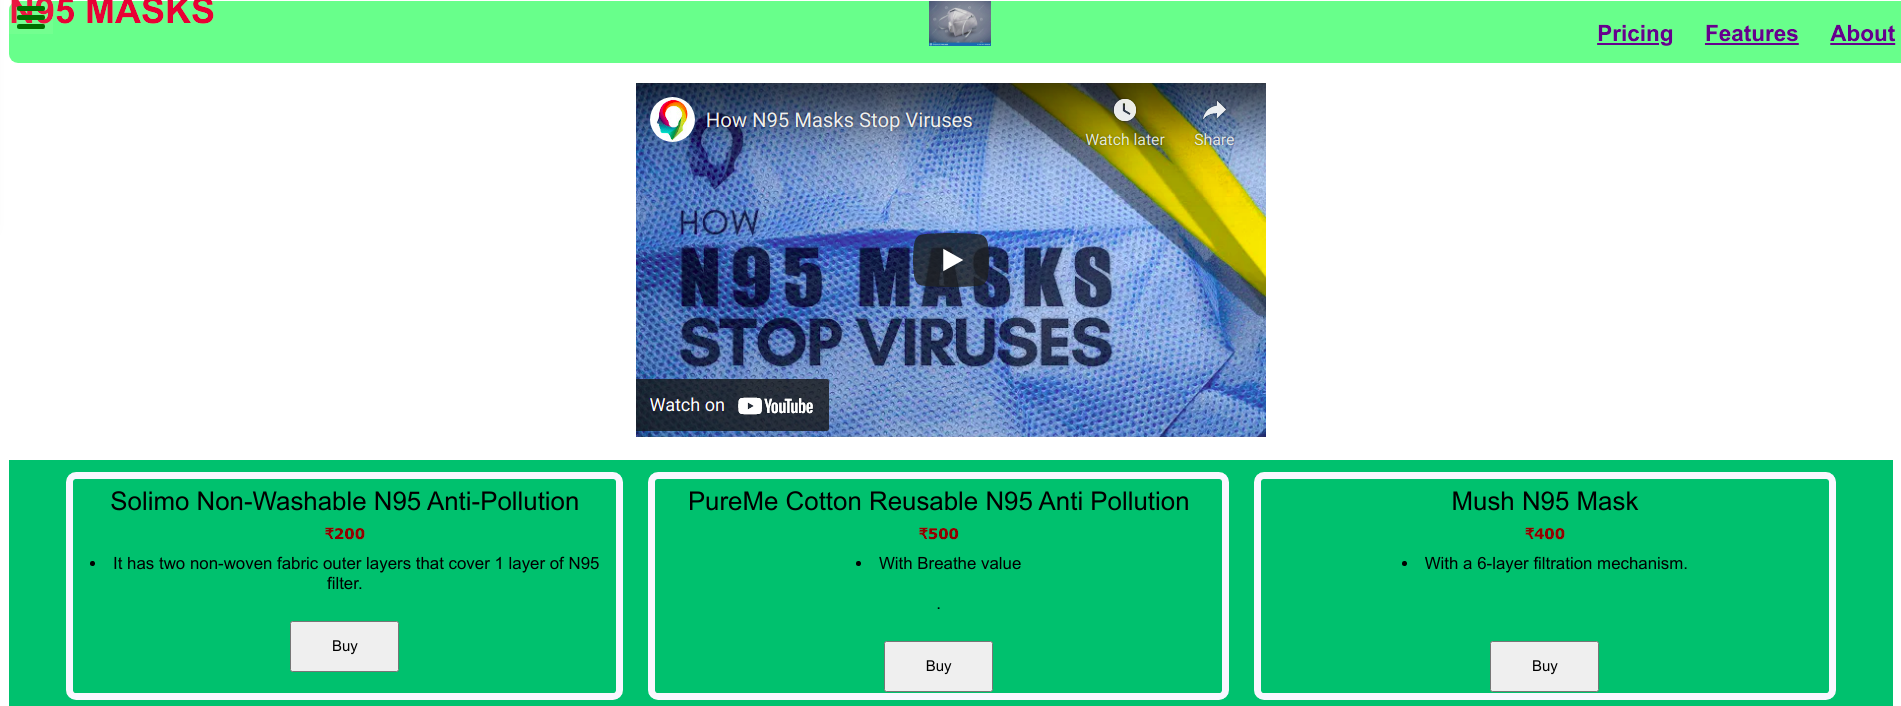 N95 MASKS
Pricing Features About
How N95 Masks Stop Viruses
Watch later Share
HOW
N95 MASKS
STOP VIRUSES
Watch on YouTube
Solimo Non-Washable N95 Anti-Pollution
₹200
• It has two non-woven fabric outer layers that cover 1 layer of N95
filter.
Buy
PureMe Cotton Reusable N95 Anti Pollution
₹500
• With Breathe value
.
Buy
Mush N95 Mask
₹400
• With a 6-layer filtration mechanism.
Buy